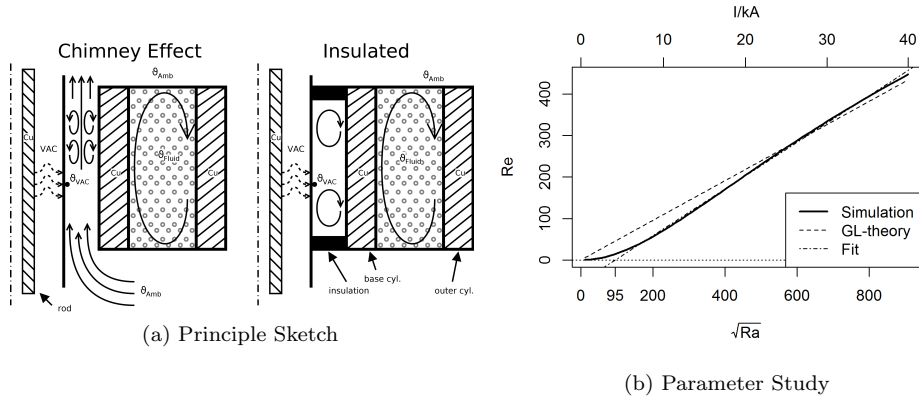 Chimney Effect
ϑAmb
Cu
VAC
ϑVAC
Cu
ϑFluid
Cu
ϑAmb
rod
Insulated
ϑAmb
Cu
VAC
ϑVAC
Cu
ϑFluid
Cu
insulation
base cyl.
outer cyl.
(a) Principle Sketch
I/kA
0 10 20 30 40
Re
400
300
200
100
0
Simulation
GL-theory
Fit
0 95 200 400 600 800
√Ra
(b) Parameter Study